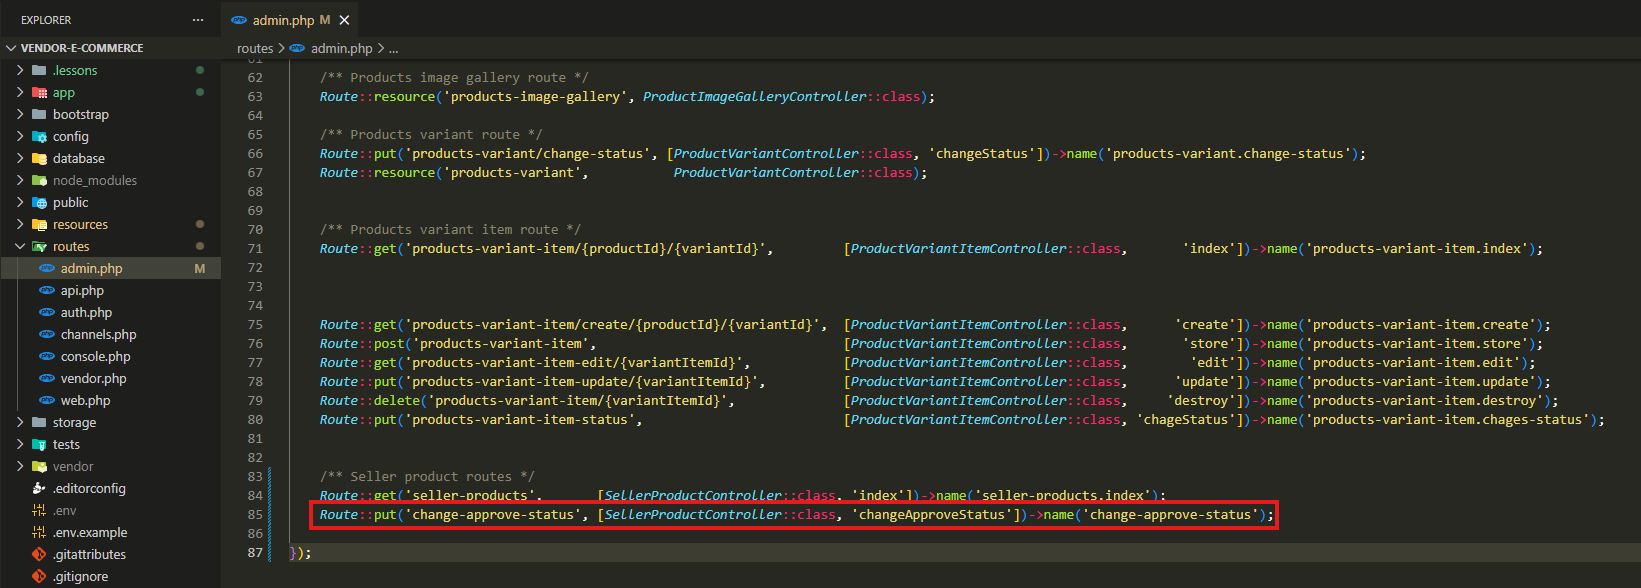 EXPLORER
···
VENDOR-E-COMMERCE
.lessons
app
bootstrap
config
database
node_modules
public
resources
routes
admin.php M
api.php
auth.php
channels.php
console.php
vendor.php
web.php
storage
tests
vendor
.editorconfig
.env
.env.example
.gitattributes
.gitignore
admin.php M
routes > admin.php > ...
61
62 /** Products image gallery route */
63 Route::resource('products-image-gallery', ProductImageGalleryController::class);
64
65 /** Products variant route */
66 Route::put('products-variant/change-status', [ProductVariantController::class, 'changeStatus'])->name('products-variant.change-status');
67 Route::resource('products-variant', ProductVariantController::class);
68
69
70 /** Products variant item route */
71 Route::get('products-variant-item/{productId}/{variantId}', [ProductVariantItemController::class, 'index'])->name('products-variant-item.index');
72
73
74
75 Route::get('products-variant-item/create/{productId}/{variantId}', [ProductVariantItemController::class, 'create'])->name('products-variant-item.create');
76 Route::post('products-variant-item', [ProductVariantItemController::class, 'store'])->name('products-variant-item.store');
77 Route::get('products-variant-item-edit/{variantItemId}', [ProductVariantItemController::class, 'edit'])->name('products-variant-item.edit');
78 Route::put('products-variant-item-update/{variantItemId}', [ProductVariantItemController::class, 'update'])->name('products-variant-item.update');
79 Route::delete('products-variant-item/{variantItemId}', [ProductVariantItemController::class, 'destroy'])->name('products-variant-item.destroy');
80 Route::put('products-variant-item-status', [ProductVariantItemController::class, 'chageStatus'])->name('products-variant-item.chages-status');
81
82
83 /** Seller product routes */
84 Route::get('seller-products', [SellerProductController::class, 'index'])->name('seller-products.index');
85 Route::put('change-approve-status', [SellerProductController::class, 'changeApproveStatus'])->name('change-approve-status');
86
87 });